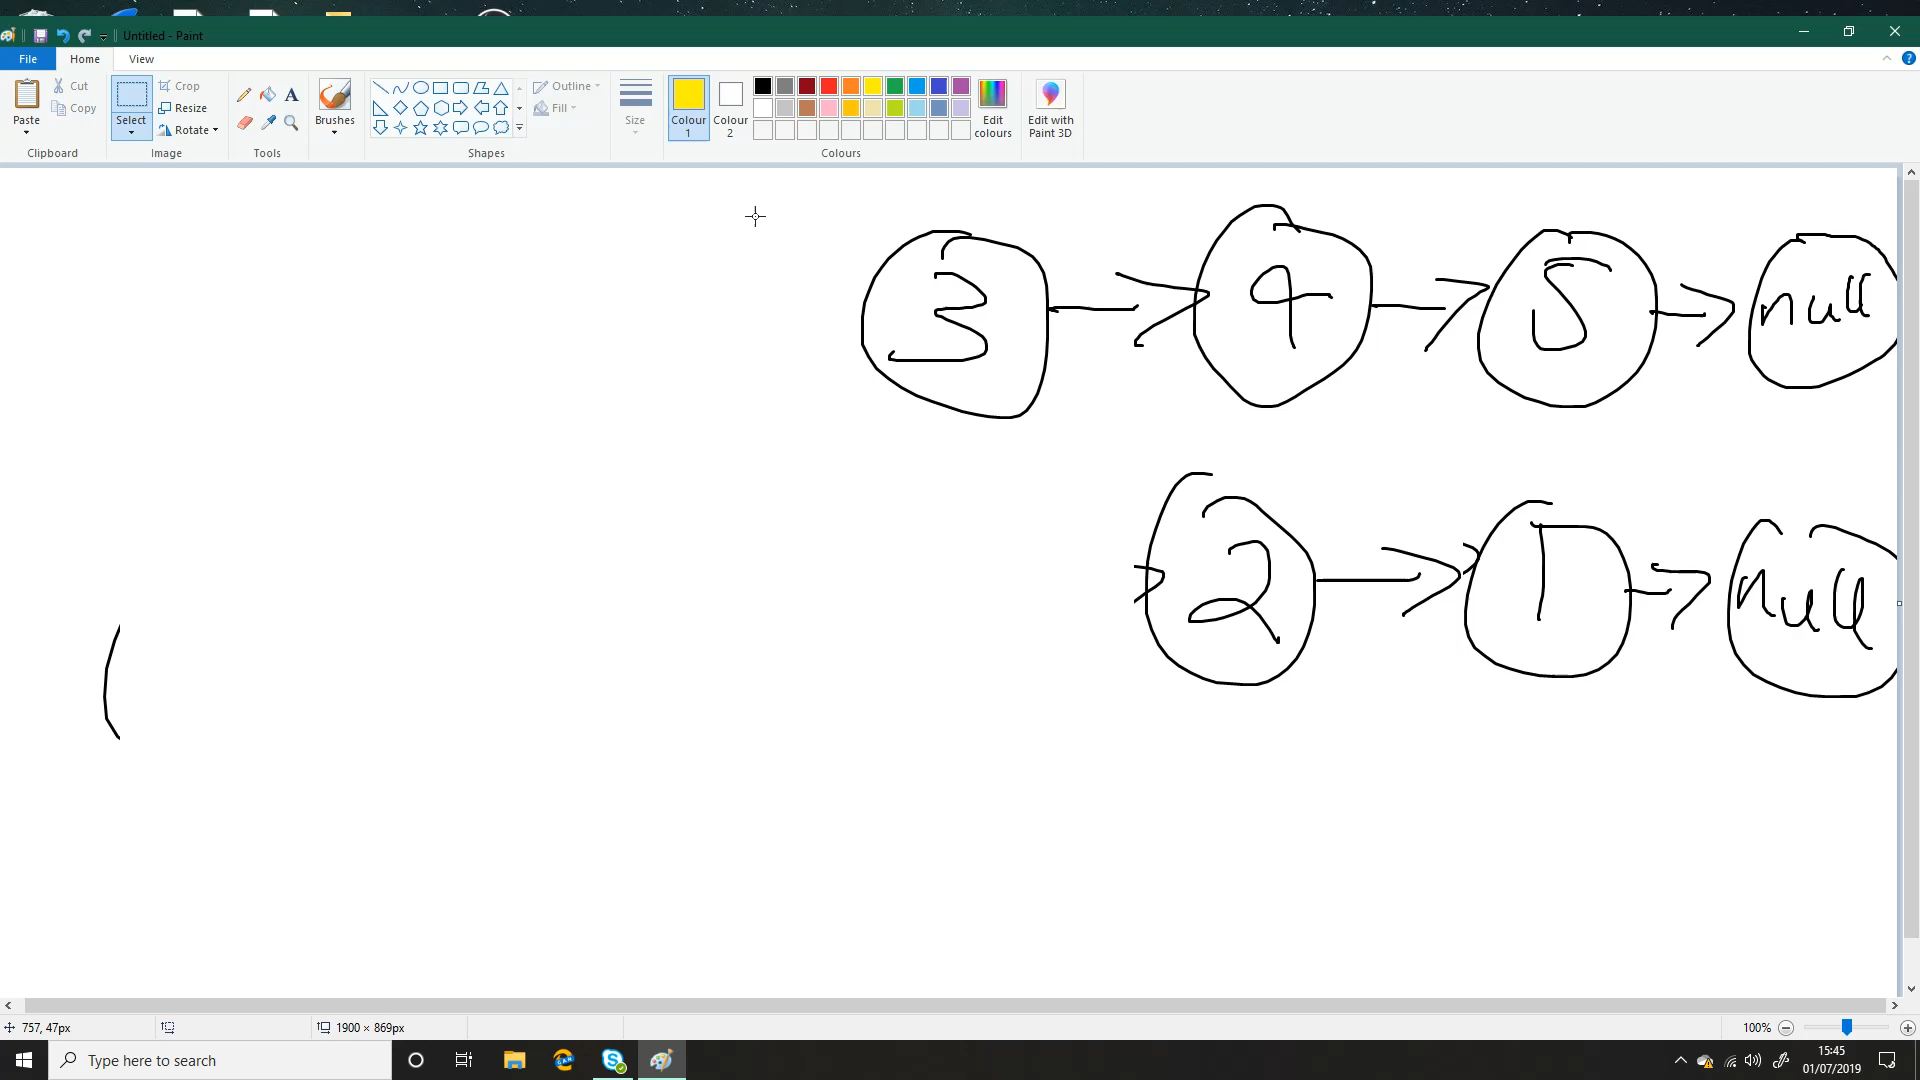 Untitled - Paint
File Home View
Paste
Cut
Copy
Clipboard
Select
Crop
Resize
Rotate
Image
A
Tools
Brushes
Outline
Fill
Shapes
Size
Colour 1
Colour 2
Edit colours
Colours
Edit with Paint 3D
?
3 4 5 null
2 1 null
757, 47px
1900 × 869px
100%
Type here to search
15:45
01/07/2019